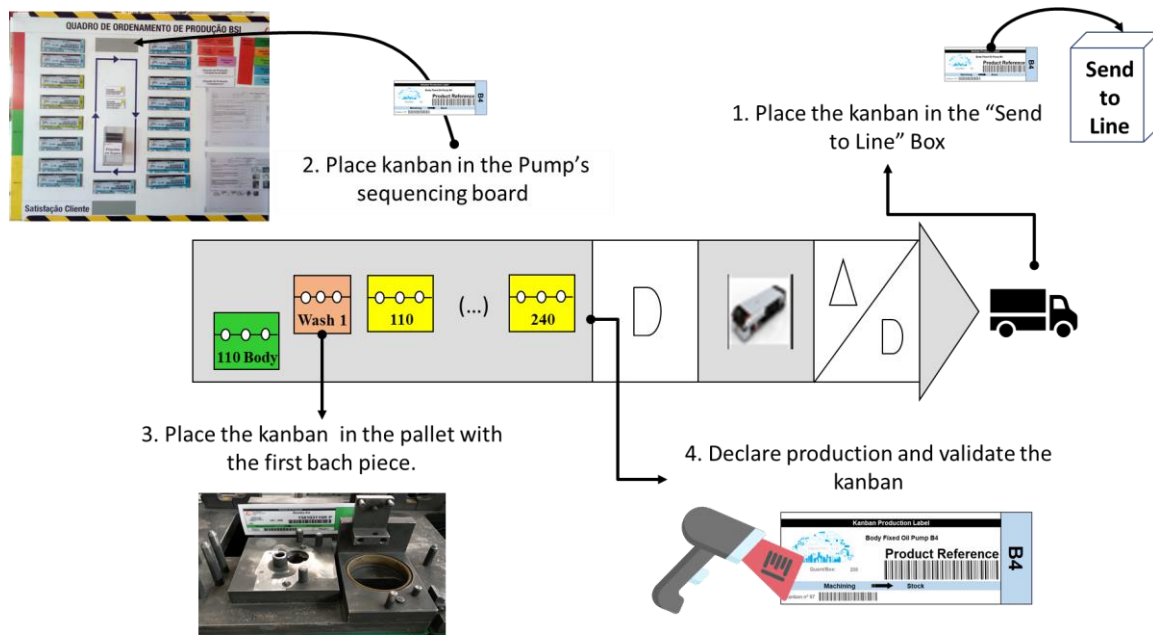 QUADRO DE ORDENAMENTO DE PRODUÇÃO BSI
Satisfação Cliente
B4
Product Reference
2. Place kanban in the Pump’s
sequencing board
Product Reference
B4
Send
to
Line
1. Place the kanban in the “Send
to Line” Box
110 Body
Wash 1
110
(...)
240
D
D
3. Place the kanban in the pallet with
the first bach piece.
4. Declare production and validate the
kanban
Kanban Production Label
Body Fixed Oil Pump B4
Product Reference
Machining
Stock
B4